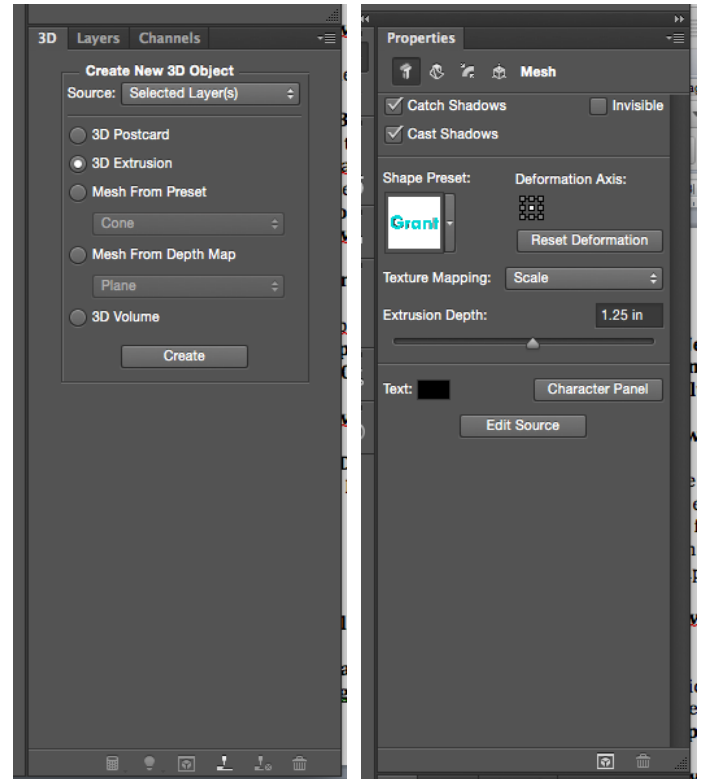 3D Layers Channels
Create New 3D Object
Source: Selected Layer(s)
3D Postcard
3D Extrusion
Mesh From Preset
Cone
Mesh From Depth Map
Plane
3D Volume
Create
Properties
Mesh
Catch Shadows Invisible
Cast Shadows
Shape Preset: Deformation Axis:
Grant
Reset Deformation
Texture Mapping: Scale
Extrusion Depth: 1.25 in
Text: Character Panel
Edit Source